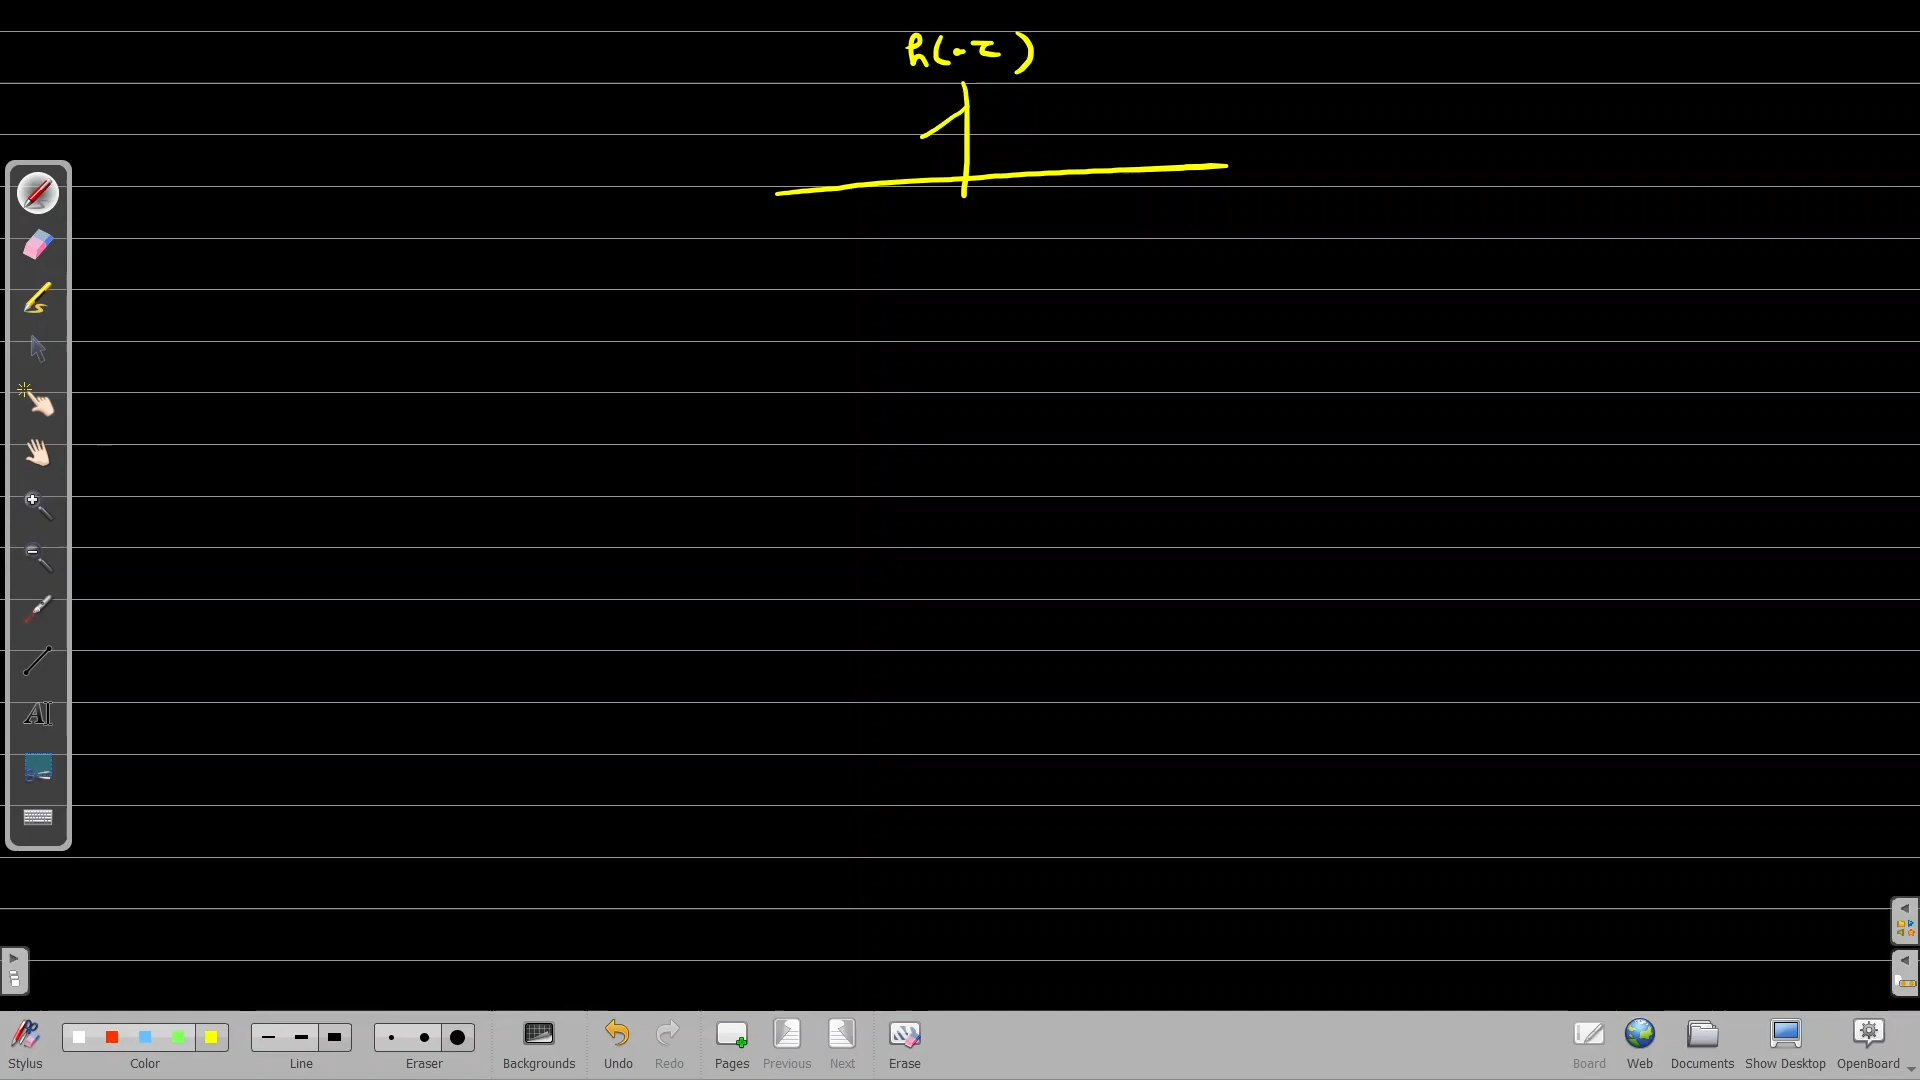 h(-τ)
Stylus
Color
Line
Eraser
Backgrounds
Undo
Redo
Pages
Previous
Next
Erase
Board
Web
Documents
Show Desktop
OpenBoard